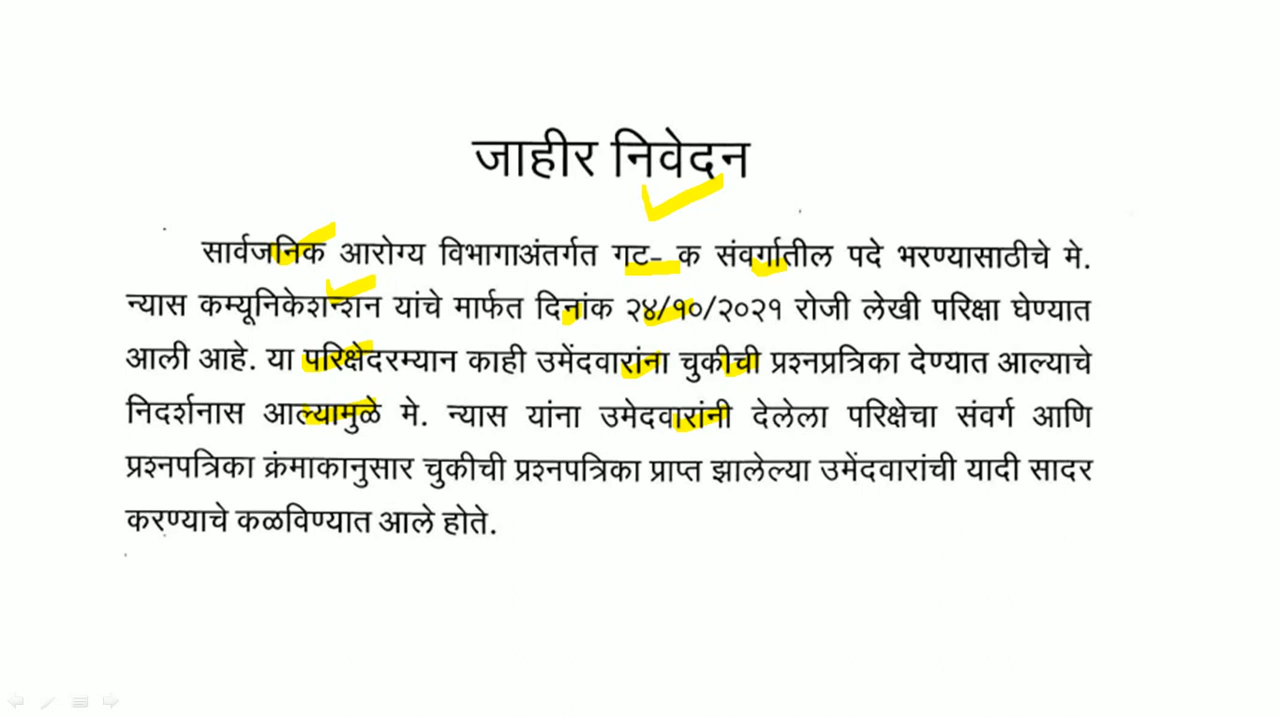 जाहीर निवेदन
सार्वजनिक आरोग्य विभागाअंतर्गत गट- क संवर्गातील पदे भरण्यासाठीचे मे.
न्यास कम्यूनिकेशन्शन यांचे मार्फत दिनांक २४/१०/२०२१ रोजी लेखी परिक्षा घेण्यात
आली आहे. या परिक्षेदरम्यान काही उमेंदवारांना चुकीची प्रश्नप्रत्रिका देण्यात आल्याचे
निदर्शनास आल्यामुळे मे. न्यास यांना उमेदवारांनी देलेला परिक्षेचा संवर्ग आणि
प्रश्नपत्रिका क्रंमाकानुसार चुकीची प्रश्नपत्रिका प्राप्त झालेल्या उमेंदवारांची यादी सादर
करण्याचे कळविण्यात आले होते.